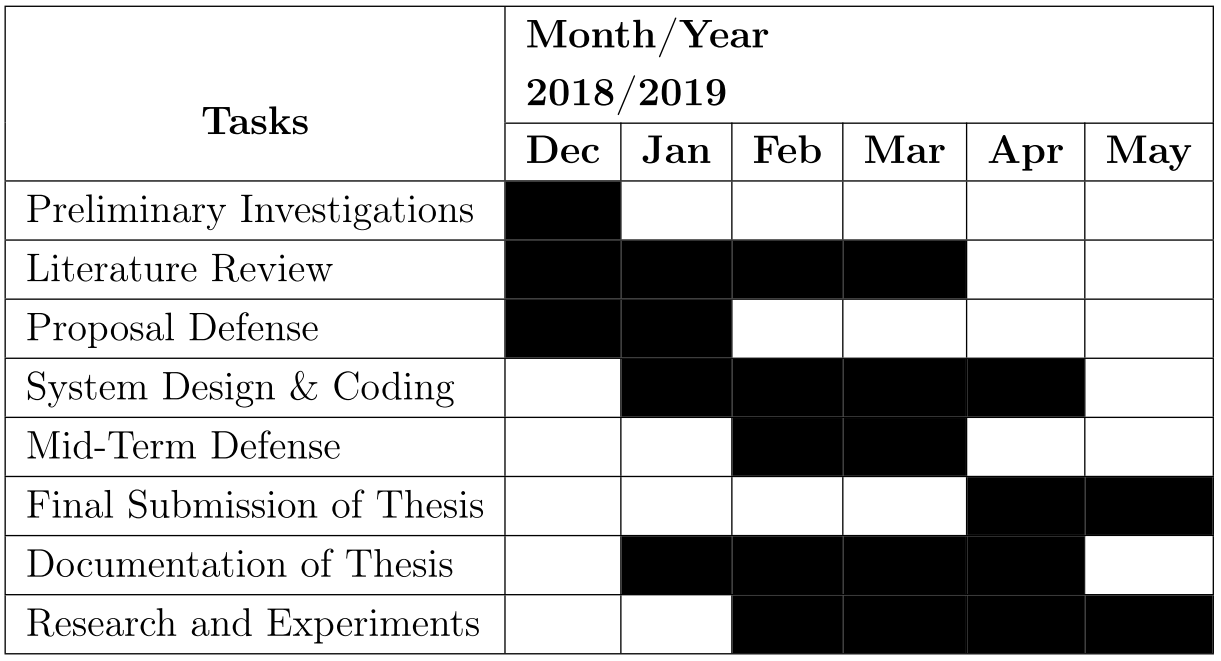 Month/Year
2018/2019
Tasks
Dec Jan Feb Mar Apr May
Preliminary Investigations
Literature Review
Proposal Defense
System Design & Coding
Mid-Term Defense
Final Submission of Thesis
Documentation of Thesis
Research and Experiments